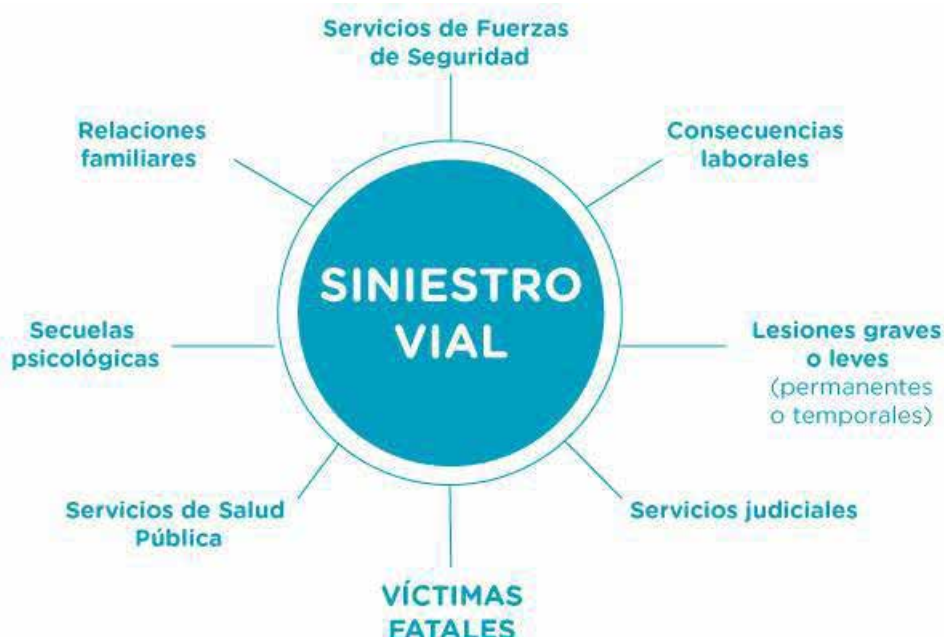 Servicios de Fuerzas
de Seguridad
Relaciones
familiares
Consecuencias
laborales
SINIESTRO
VIAL
Secuelas
psicológicas
Lesiones graves
o leves
(permanentes
o temporales)
Servicios de Salud
Pública
Servicios judiciales
VÍCTIMAS
FATALES